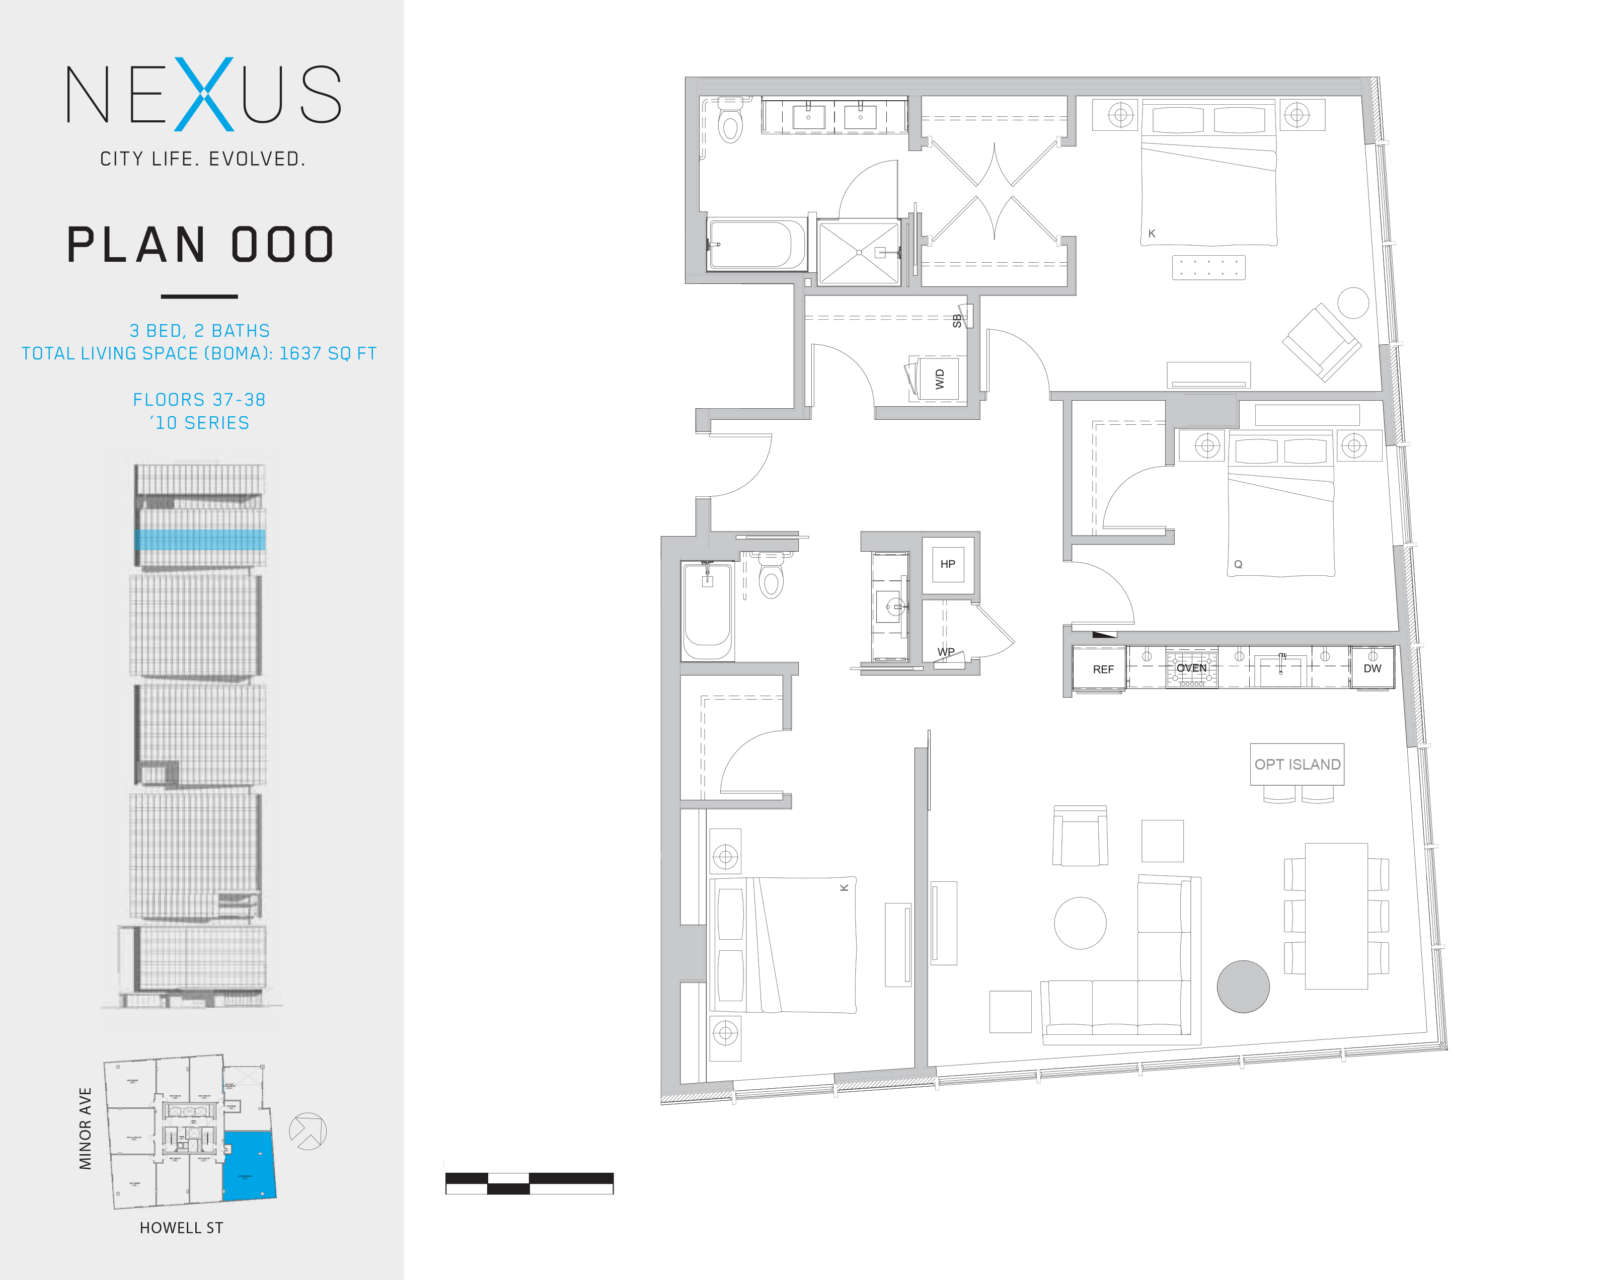 NEXUS
CITY LIFE. EVOLVED.
PLAN 000
3 BED, 2 BATHS
TOTAL LIVING SPACE (BOMA): 1637 SQ FT
FLOORS 37-38
‘10 SERIES
MINOR AVE
HOWELL ST
K
SB
W/D
Q
HP
WP
REF
OVEN
DW
OPT ISLAND
K